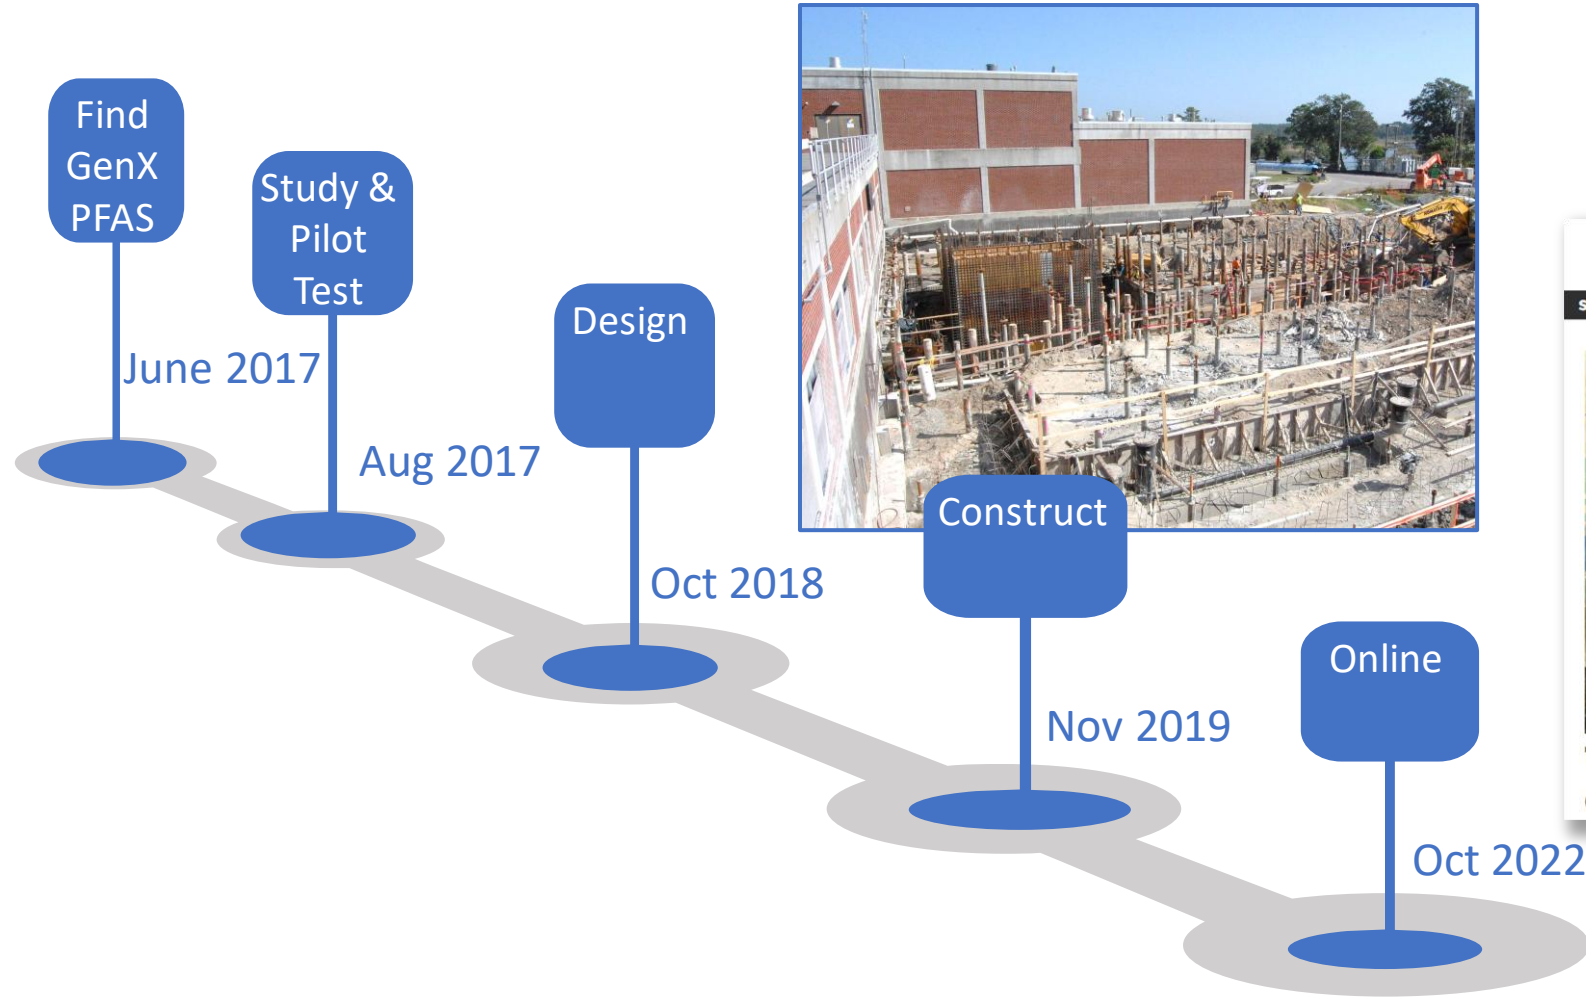 Find
GenX
PFAS
June 2017
Study &
Pilot
Test
Aug 2017
Design
Oct 2018
Construct
Nov 2019
Online
Oct 2022